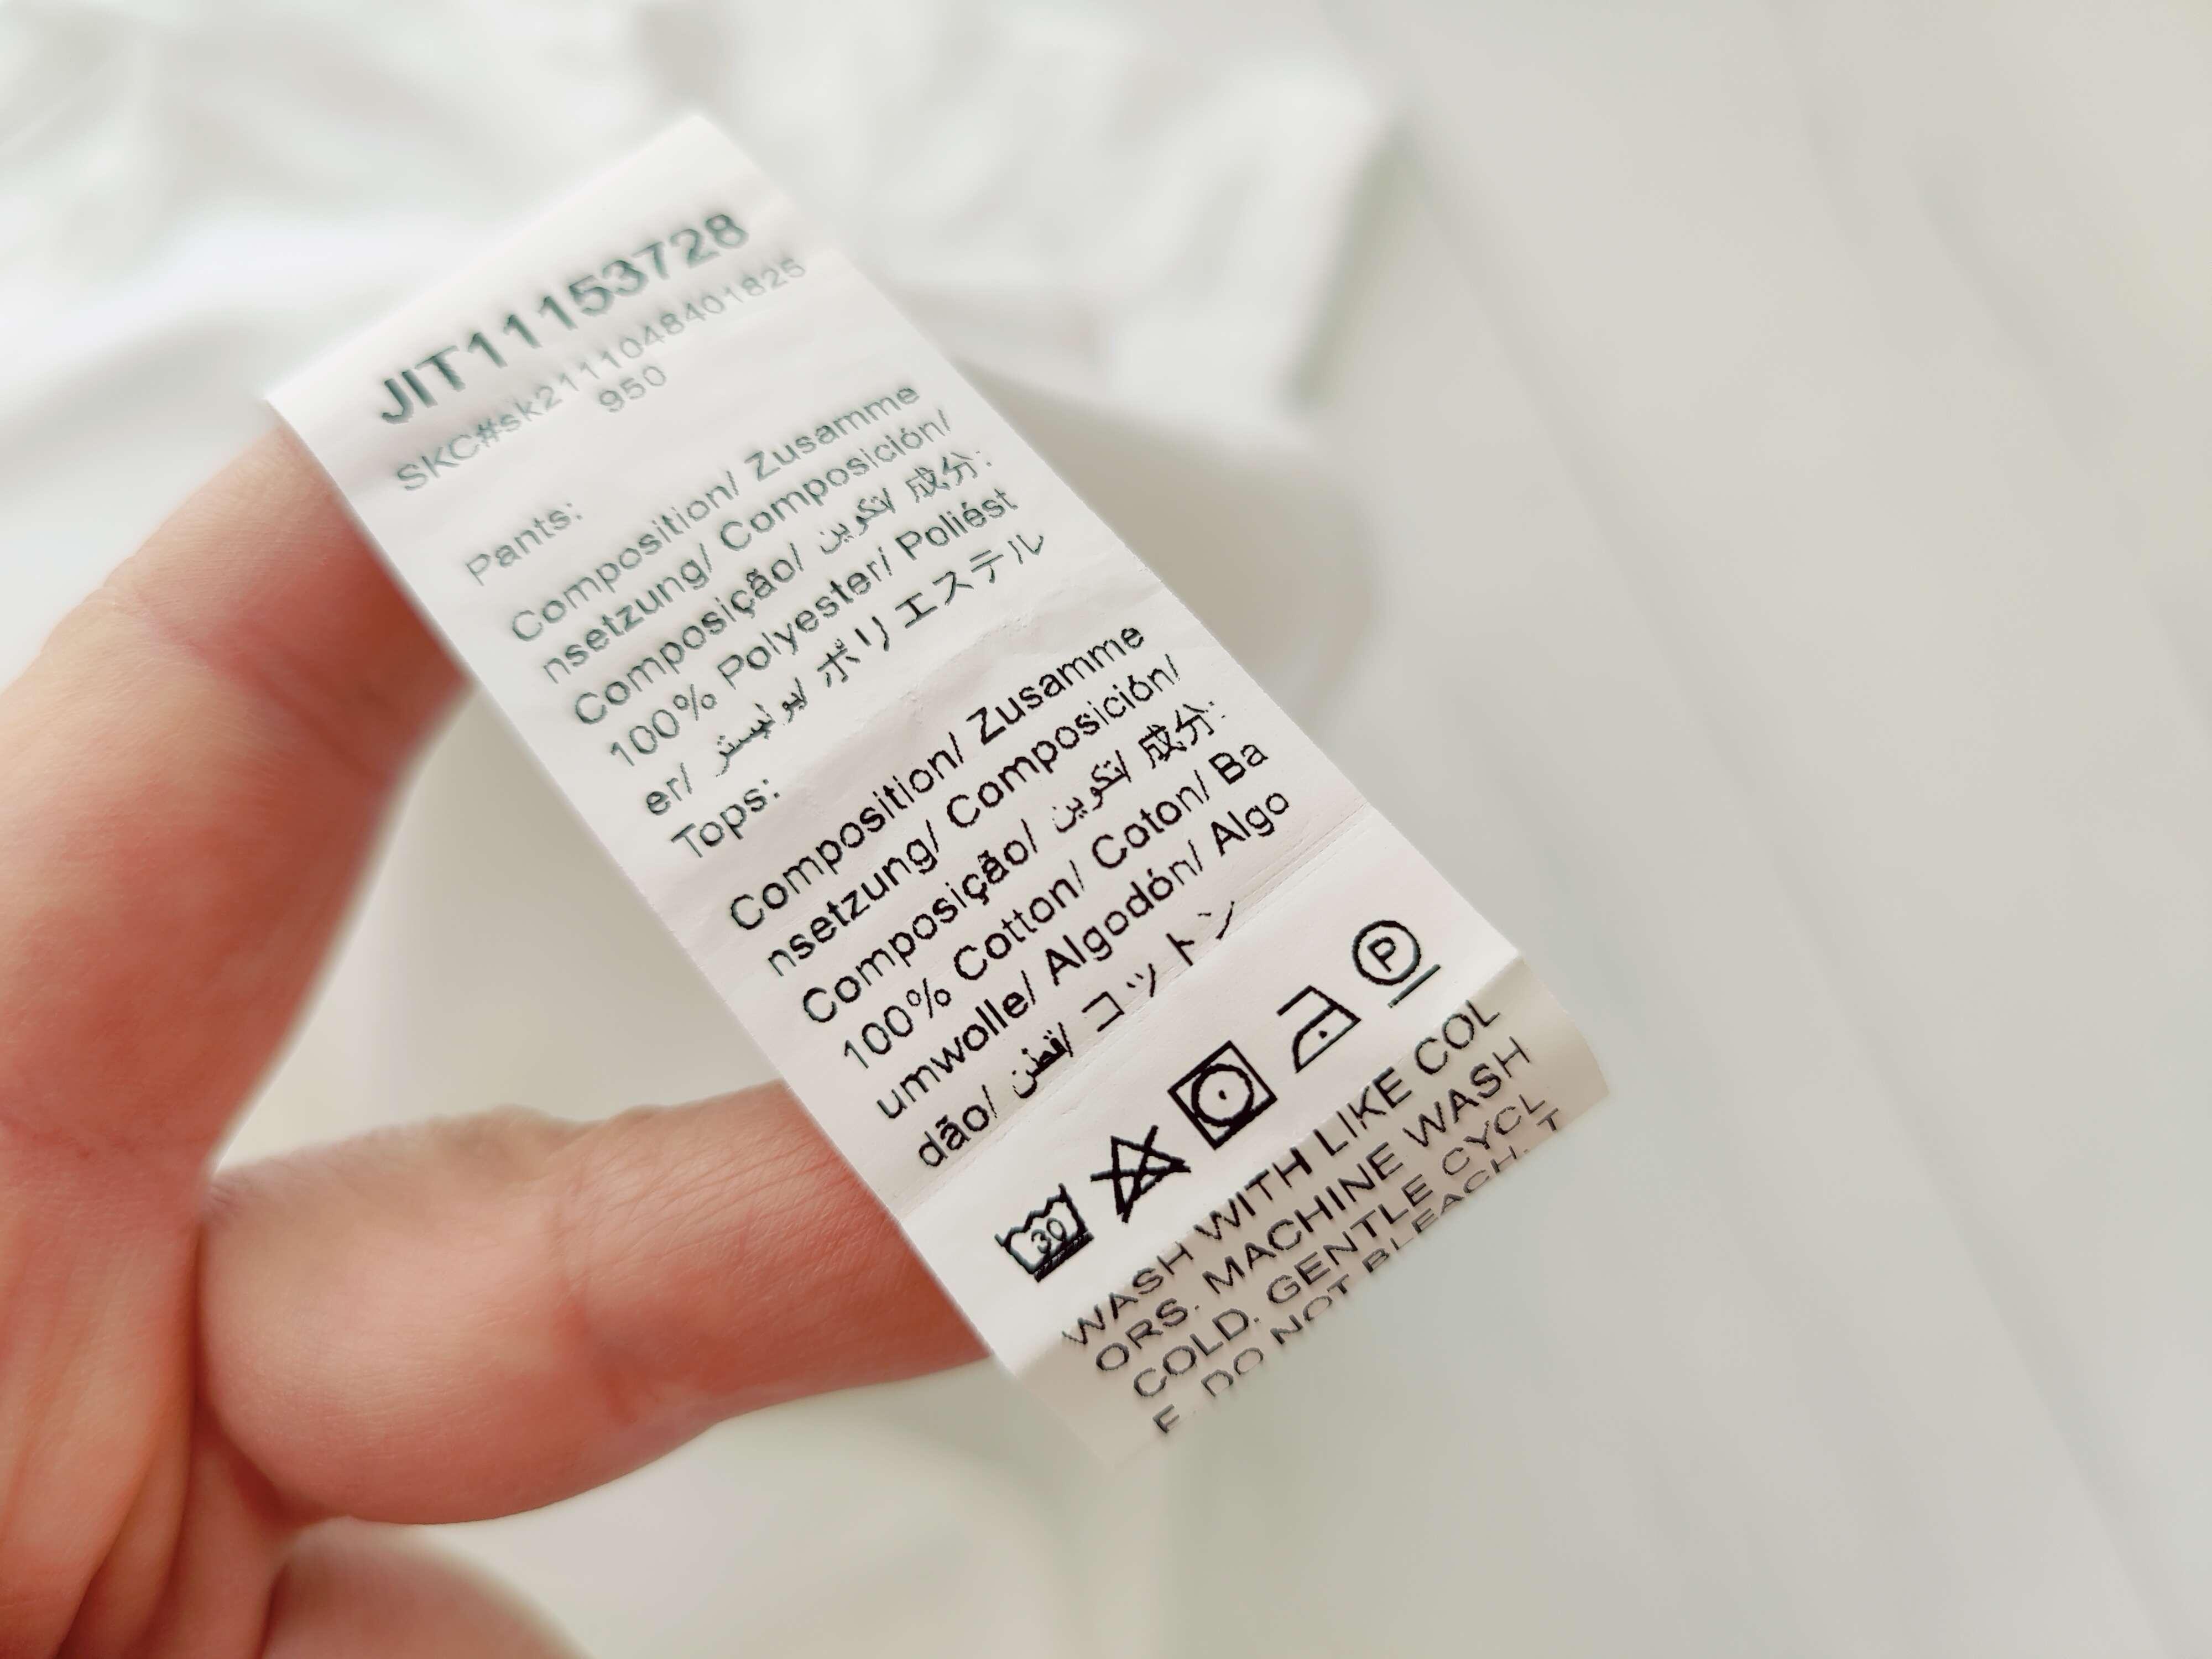 JIT11153728
SKC#sk2111048401825
950
Pants:
Composition/ Zusamme
nsetzung/ Composición/
Composição/ تكوين/ 成分:
100% Polyester/ Poliést
er/ بوليستر/ ポリエステル
Tops:
Composition/ Zusamme
nsetzung/ Composición/
Composição/ تكوين/ 成分:
100% Cotton/ Coton/ Ba
umwolle/ Algodón/ Algo
dão/ قطن/ コットン
30 P
WASH WITH LIKE COL
ORS. MACHINE WASH
COLD. GENTLE CYCL
E. DO NOT BLEACH. T